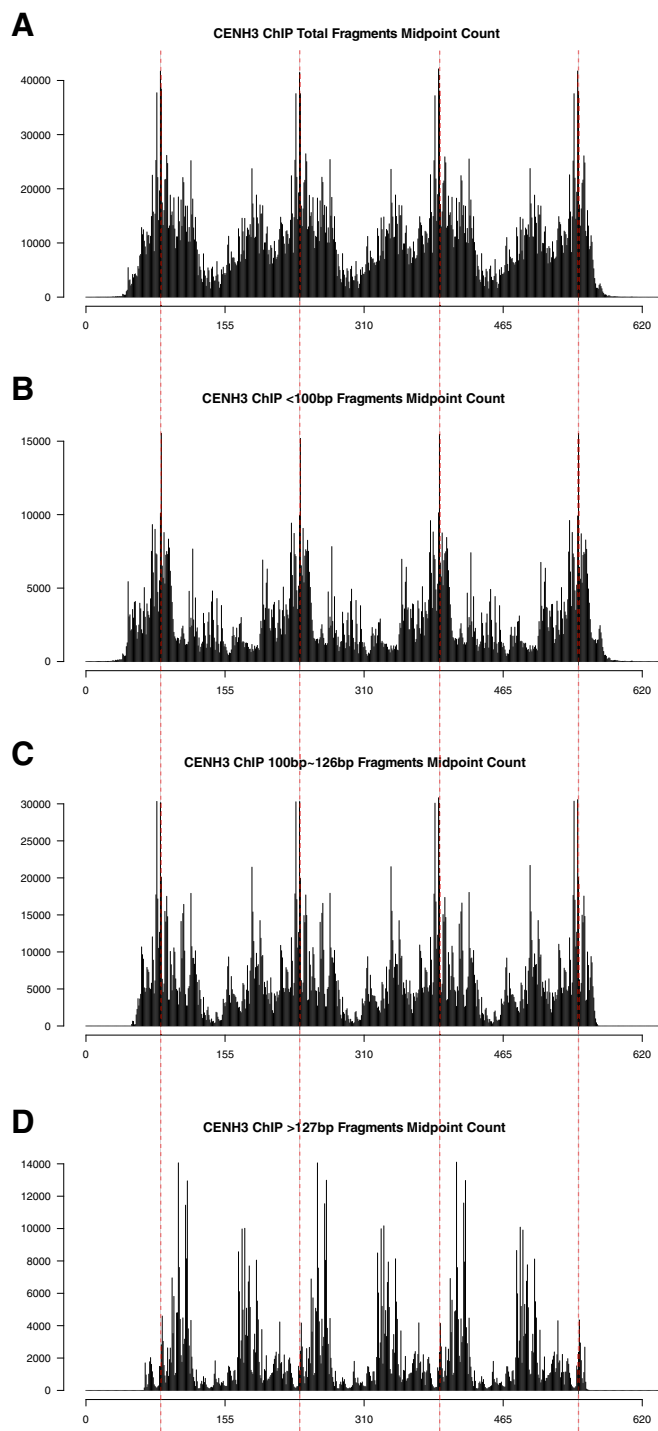 A
CENH3 ChIP Total Fragments Midpoint Count
40000
30000
20000
10000
0
0 155 310 465 620
B
CENH3 ChIP <100bp Fragments Midpoint Count
15000
10000
5000
0
0 155 310 465 620
C
CENH3 ChIP 100bp~126bp Fragments Midpoint Count
30000
25000
20000
15000
10000
5000
0
0 155 310 465 620
D
CENH3 ChIP >127bp Fragments Midpoint Count
14000
12000
10000
8000
6000
4000
2000
0
0 155 310 465 620